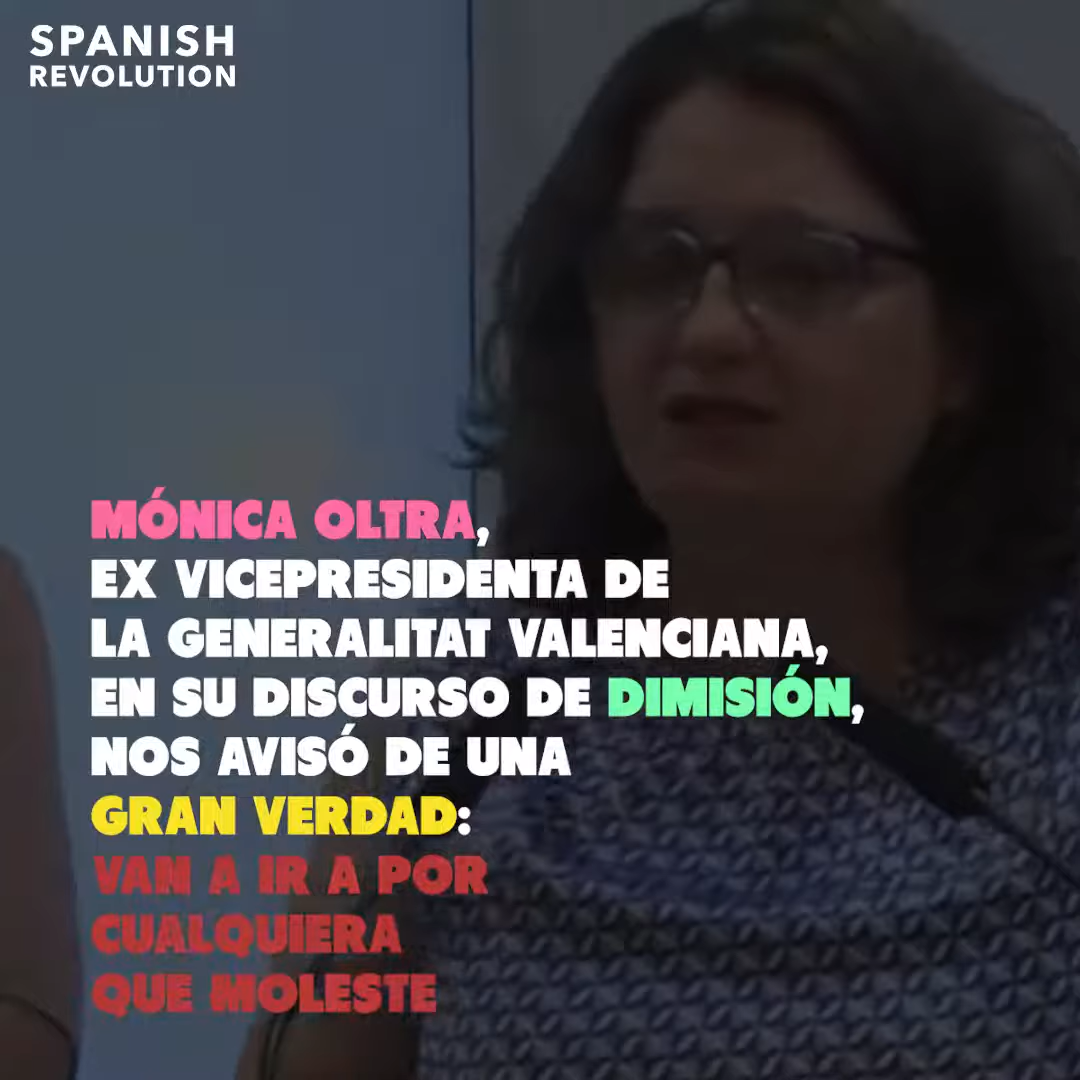 SPANISH
REVOLUTION
MÓNICA OLTRA,
EX VICEPRESIDENTA DE
LA GENERALITAT VALENCIANA,
EN SU DISCURSO DE DIMISIÓN,
NOS AVISÓ DE UNA
GRAN VERDAD:
VAN A IR A POR
CUALQUIERA
QUE MOLESTE